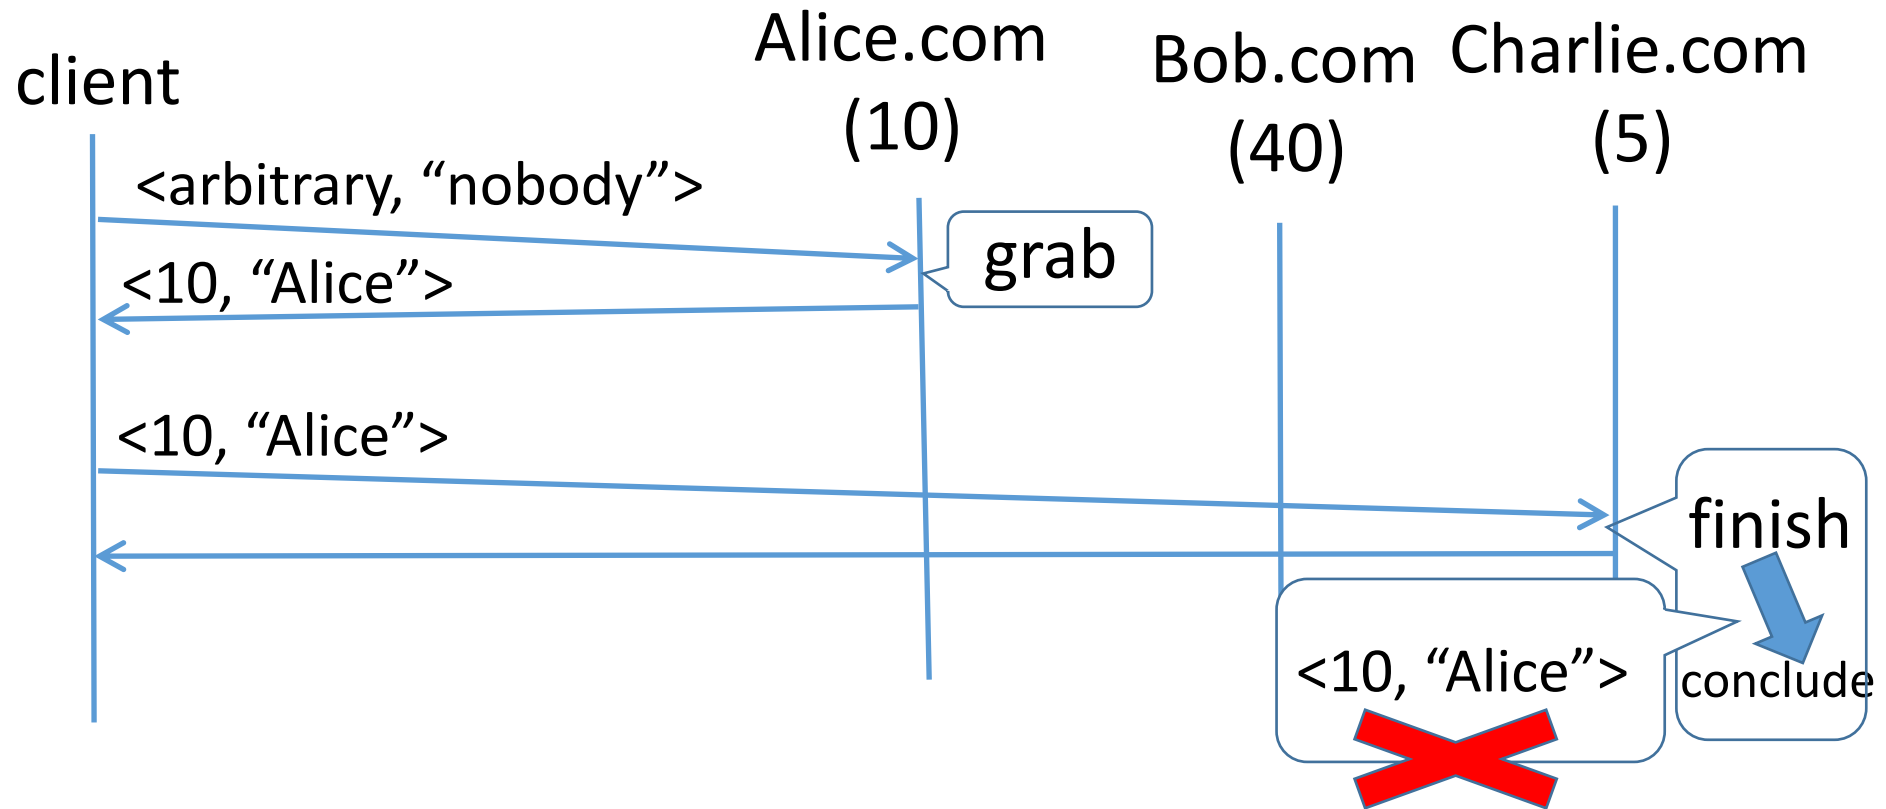 client
Alice.com
(10)
Bob.com
(40)
Charlie.com
(5)
<arbitrary, “nobody”>
grab
<10, “Alice”>
<10, “Alice”>
finish
<10, “Alice”>
conclude